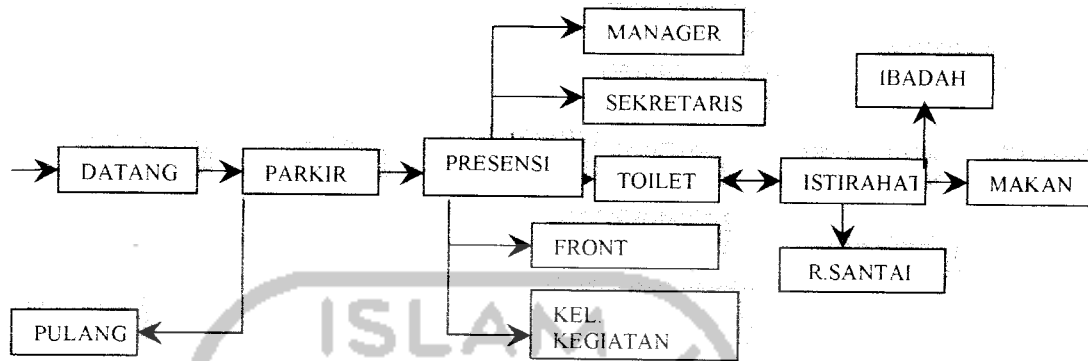 MANAGER
IBADAH
SEKRETARIS
DATANG
PARKIR
PRESENSI
TOILET
ISTIRAHAT
MAKAN
FRONT
R.SANTAI
ISLAM
KEL.
KEGIATAN
PULANG